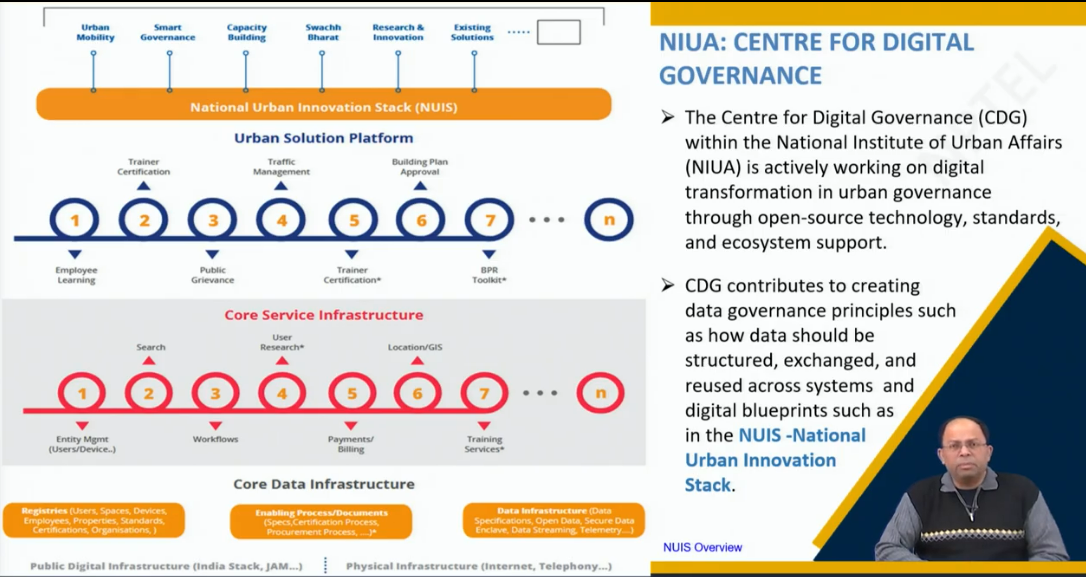 Urban Mobility
Smart Governance
Capacity Building
Swachh Bharat
Research & Innovation
Existing Solutions
National Urban Innovation Stack (NUIS)
Urban Solution Platform
Trainer Certification
Traffic Management
Building Plan Approval
1 2 3 4 5 6 7 ... n
Employee Learning
Public Grievance
Trainer Certification*
BPR Toolkit*
Core Service Infrastructure
Search
User Research*
Location/GIS
1 2 3 4 5 6 7 ... n
Entity Mgmt (Users/Device..)
Workflows
Payments/ Billing
Training Services*
Core Data Infrastructure
Registries (Users, Spaces, Devices,
Employees, Properties, Standards,
Certifications, Organisations, )
Enabling Process/Documents
(Specs,Certification Process,
Procurement Process, ....)*
Data Infrastructure (Data
Specifications, Open Data, Secure Data
Enclave, Data Streaming, Telemetry...)
Public Digital Infrastructure (India Stack, JAM...)
Physical Infrastructure (Internet, Telephony...)
NIUA: CENTRE FOR DIGITAL
GOVERNANCE
➢ The Centre for Digital Governance (CDG)
within the National Institute of Urban Affairs
(NIUA) is actively working on digital
transformation in urban governance
through open-source technology, standards,
and ecosystem support.
➢ CDG contributes to creating
data governance principles such
as how data should be
structured, exchanged, and
reused across systems and
digital blueprints such as
in the NUIS -National
Urban Innovation
Stack.
NUIS Overview
NPTEL